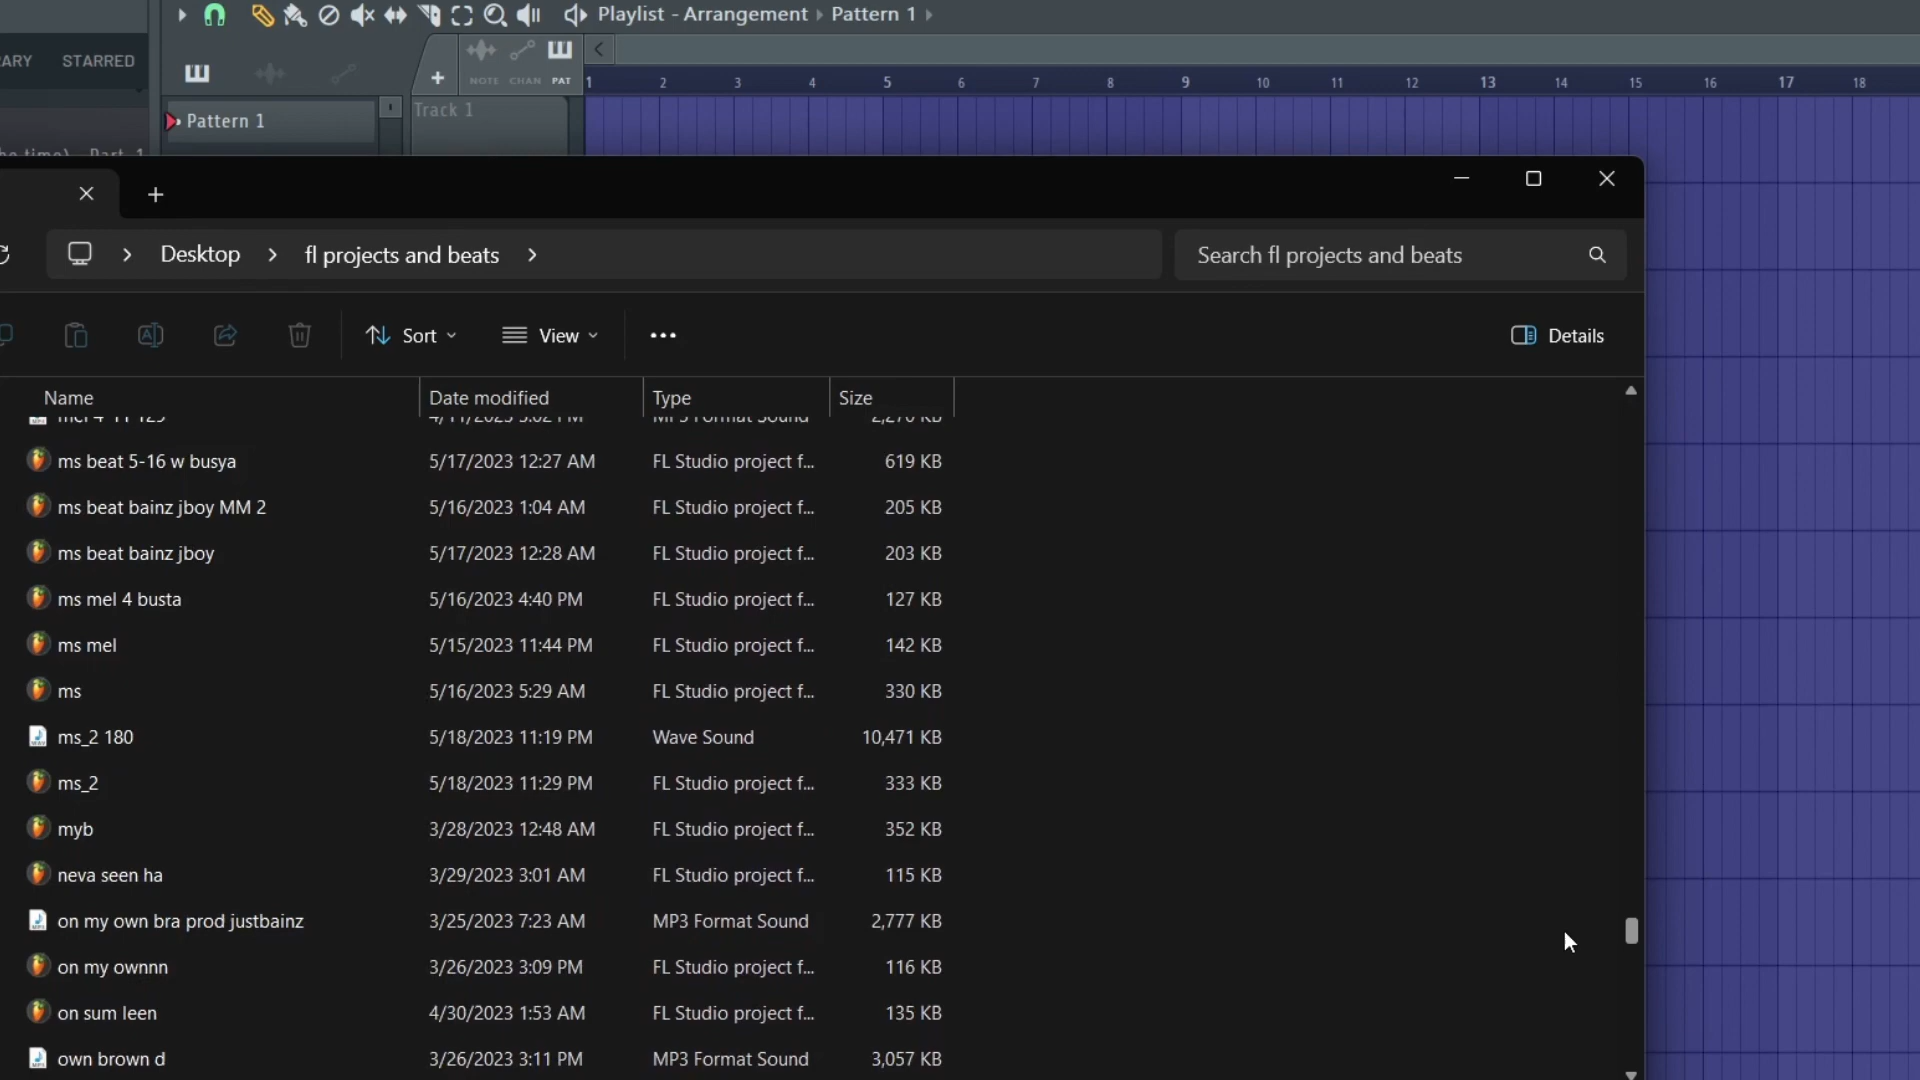 Playlist - Arrangement › Pattern 1 ›
ARY STARRED
NOTE CHAN PAT
1 2 3 4 5 6 7 8 9 10 11 12 13 14 15 16 17 18
Pattern 1
Track 1
Desktop > fl projects and beats >
Search fl projects and beats
Sort View ••• Details
Name Date modified Type Size
ms beat 5-16 w busya 5/17/2023 12:27 AM FL Studio project f... 619 KB
ms beat bainz jboy MM 2 5/16/2023 1:04 AM FL Studio project f... 205 KB
ms beat bainz jboy 5/17/2023 12:28 AM FL Studio project f... 203 KB
ms mel 4 busta 5/16/2023 4:40 PM FL Studio project f... 127 KB
ms mel 5/15/2023 11:44 PM FL Studio project f... 142 KB
ms 5/16/2023 5:29 AM FL Studio project f... 330 KB
ms_2 180 5/18/2023 11:19 PM Wave Sound 10,471 KB
ms_2 5/18/2023 11:29 PM FL Studio project f... 333 KB
myb 3/28/2023 12:48 AM FL Studio project f... 352 KB
neva seen ha 3/29/2023 3:01 AM FL Studio project f... 115 KB
on my own bra prod justbainz 3/25/2023 7:23 AM MP3 Format Sound 2,777 KB
on my ownnn 3/26/2023 3:09 PM FL Studio project f... 116 KB
on sum leen 4/30/2023 1:53 AM FL Studio project f... 135 KB
own brown d 3/26/2023 3:11 PM MP3 Format Sound 3,057 KB